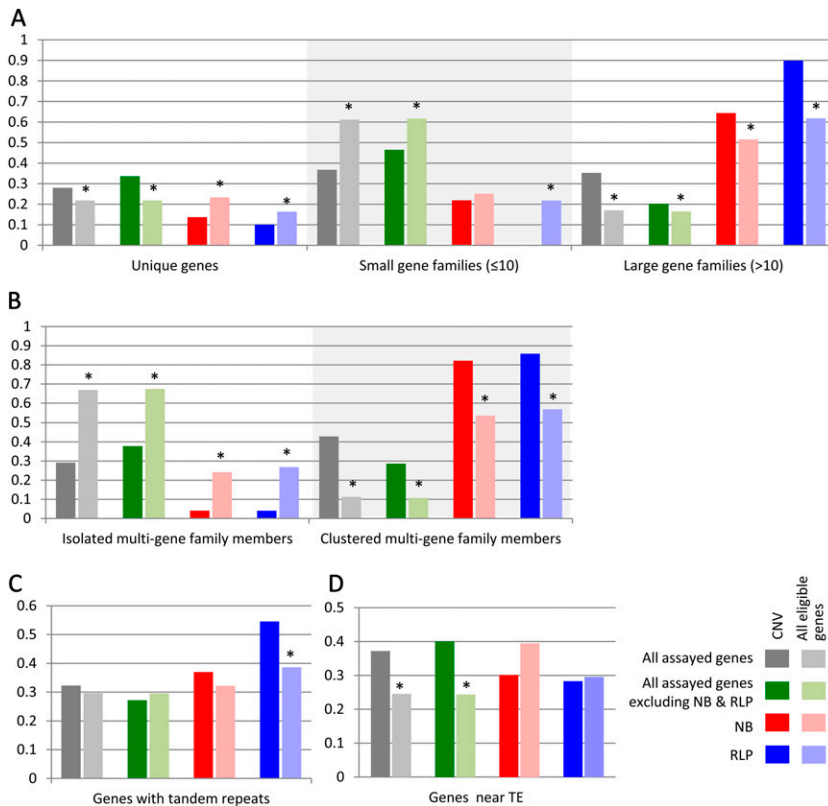 A
1
0.9
0.8
0.7
0.6
0.5
0.4
0.3
0.2
0.1
0
* * * * * * * * * *
Unique genes
Small gene families (≤10)
Large gene families (>10)
B
1
0.9
0.8
0.7
0.6
0.5
0.4
0.3
0.2
0.1
0
* * * * * * * *
Isolated multi-gene family members
Clustered multi-gene family members
C
0.6
0.5
0.4
0.3
0.2
0.1
0
*
Genes with tandem repeats
D
0.5
0.4
0.3
0.2
0.1
0
* *
Genes near TE
CNV
All eligible
genes
All assayed genes
All assayed genes
excluding NB & RLP
NB
RLP